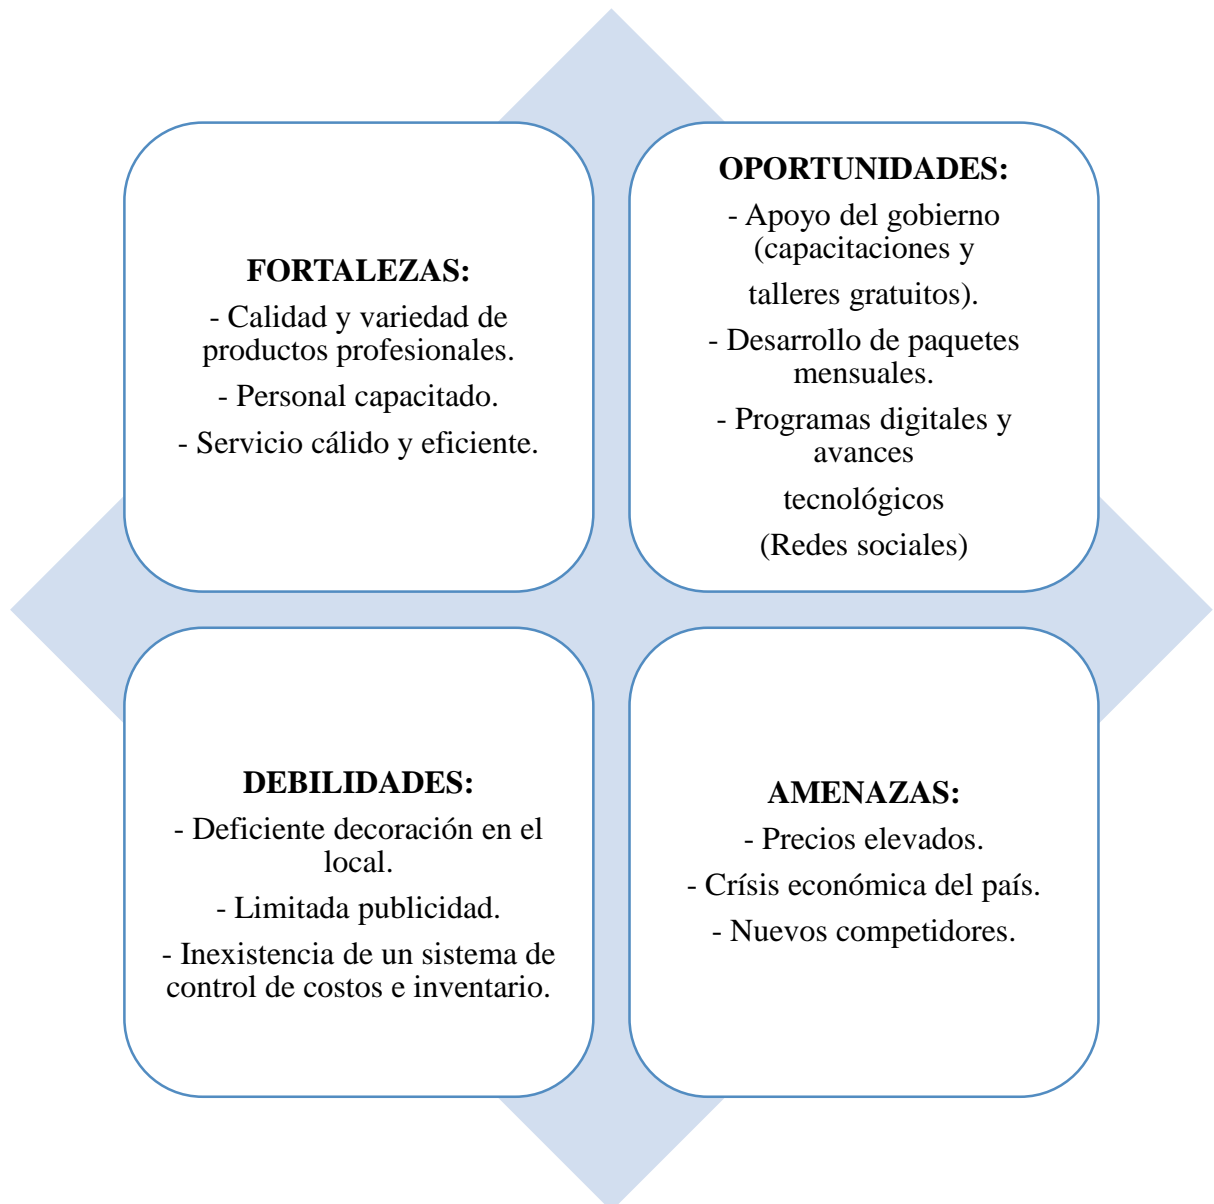 FORTALEZAS:
- Calidad y variedad de
productos profesionales.
- Personal capacitado.
- Servicio cálido y eficiente.
OPORTUNIDADES:
- Apoyo del gobierno
(capacitaciones y
talleres gratuitos).
- Desarrollo de paquetes
mensuales.
- Programas digitales y
avances
tecnológicos
(Redes sociales)
DEBILIDADES:
- Deficiente decoración en el
local.
- Limitada publicidad.
- Inexistencia de un sistema de
control de costos e inventario.
AMENAZAS:
- Precios elevados.
- Crísis económica del país.
- Nuevos competidores.